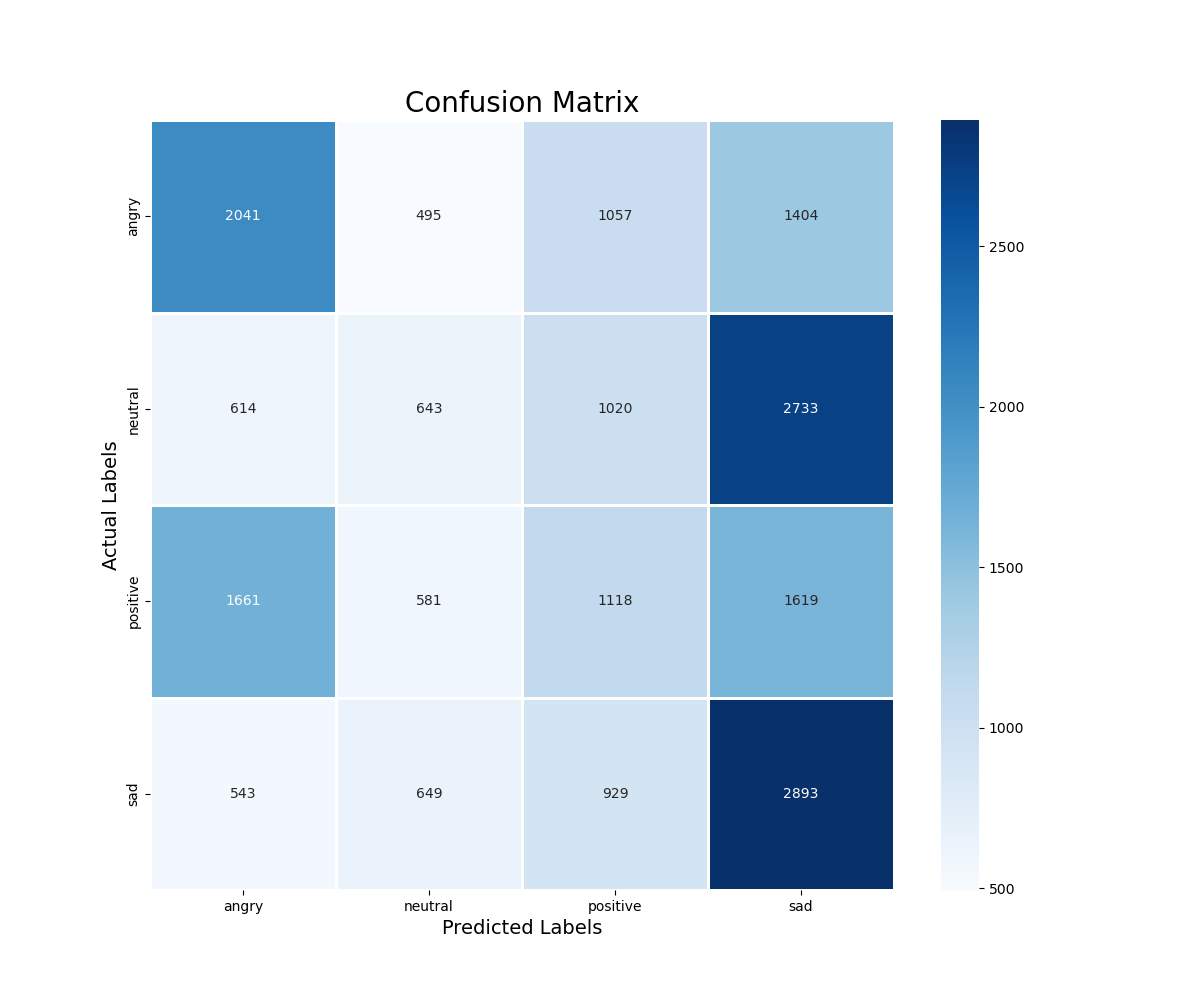 Confusion Matrix
angry 2041 495 1057 1404
neutral 614 643 1020 2733
positive 1661 581 1118 1619
sad 543 649 929 2893
angry neutral positive sad
Predicted Labels
Actual Labels
2500
2000
1500
1000
500